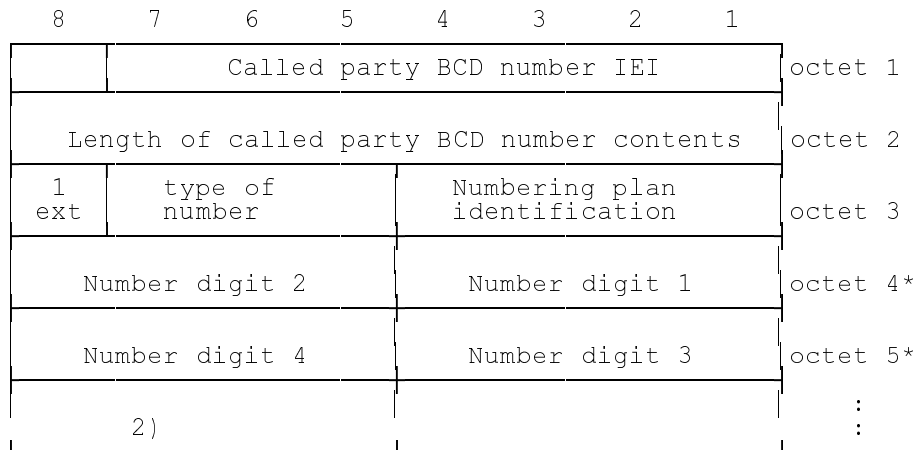 8 7 6 5 4 3 2 1
Called party BCD number IEI octet 1
Length of called party BCD number contents octet 2
1 type of Numbering plan
ext number identification octet 3
Number digit 2 Number digit 1 octet 4*
Number digit 4 Number digit 3 octet 5*
:
2) :